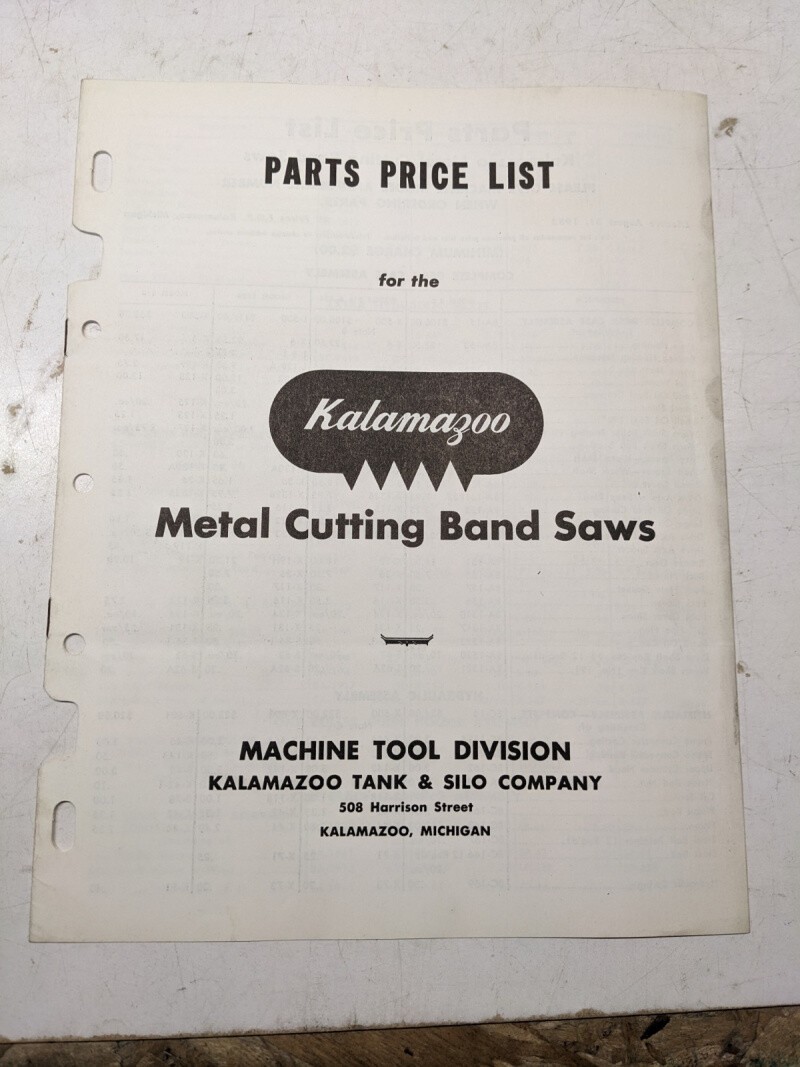 PARTS PRICE LIST
for the
Kalamazoo
Metal Cutting Band Saws
MACHINE TOOL DIVISION
KALAMAZOO TANK & SILO COMPANY
508 Harrison Street
KALAMAZOO, MICHIGAN